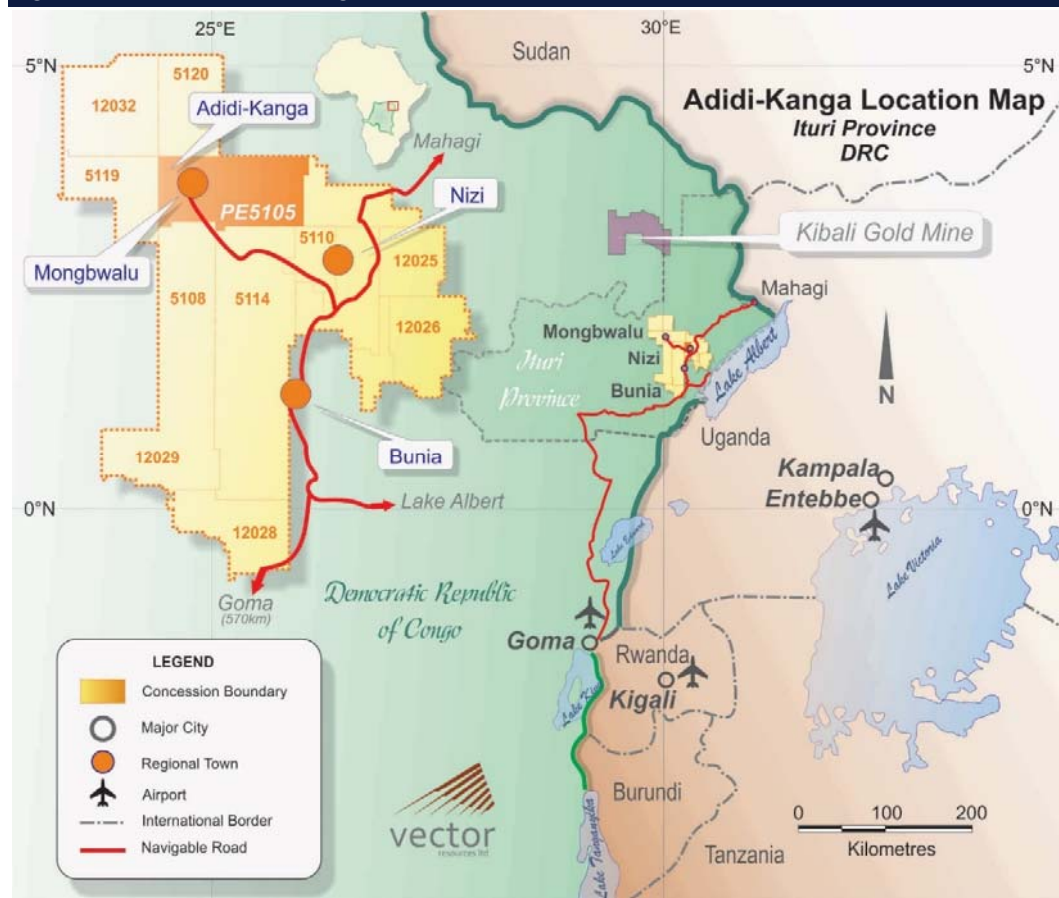 25°E
30°E
5°N
5°N
Sudan
Adidi-Kanga Location Map
Ituri Province
DRC
5120
12032
Adidi-Kanga
Mahagi
5119
PE5105
Nizi
Kibali Gold Mine
5110
Mongbwalu
12025
5108
5114
12026
Mahagi
Mongbwalu
Nizi
Bunia
Ituri
Province
Lake Albert
N
Uganda
Bunia
12029
Kampala
Entebbe
Lake Albert
0°N
0°N
12028
Lake Victoria
Goma
(570km)
Democratic Republic
of Congo
Goma
Rwanda
Kigali
Lake Kivu
LEGEND
Concession Boundary
Major City
Regional Town
Airport
International Border
Navigable Road
vector
resources ltd
Burundi
Lake Tanganyika
Tanzania
0 100 200
Kilometres